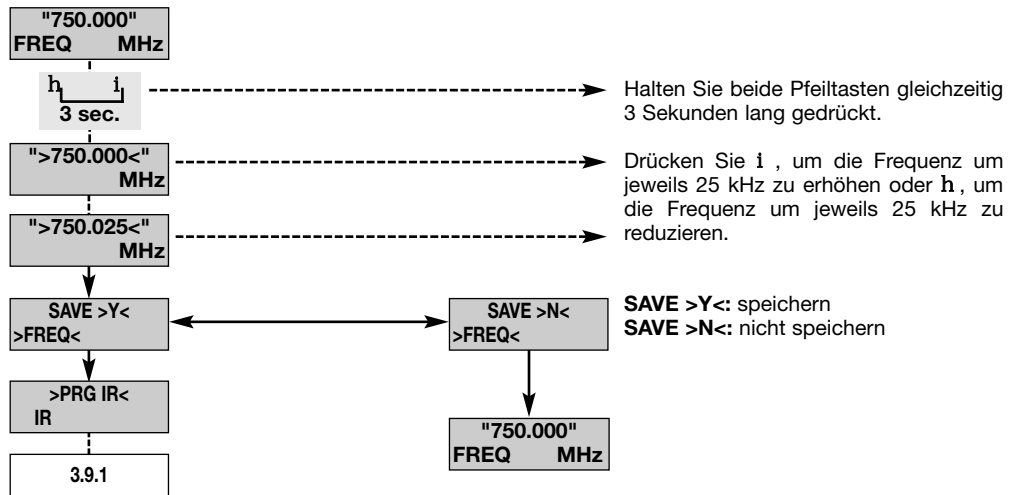 "750.000"
FREQ MHz
h i
3 sec.
Halten Sie beide Pfeiltasten gleichzeitig
3 Sekunden lang gedrückt.
">750.000<"
MHz
Drücken Sie i , um die Frequenz um
jeweils 25 kHz zu erhöhen oder h , um
die Frequenz um jeweils 25 kHz zu
reduzieren.
">750.025<"
MHz
SAVE >Y<
>FREQ<
SAVE >N<
>FREQ<
SAVE >Y<: speichern
SAVE >N<: nicht speichern
>PRG IR<
IR
"750.000"
FREQ MHz
3.9.1